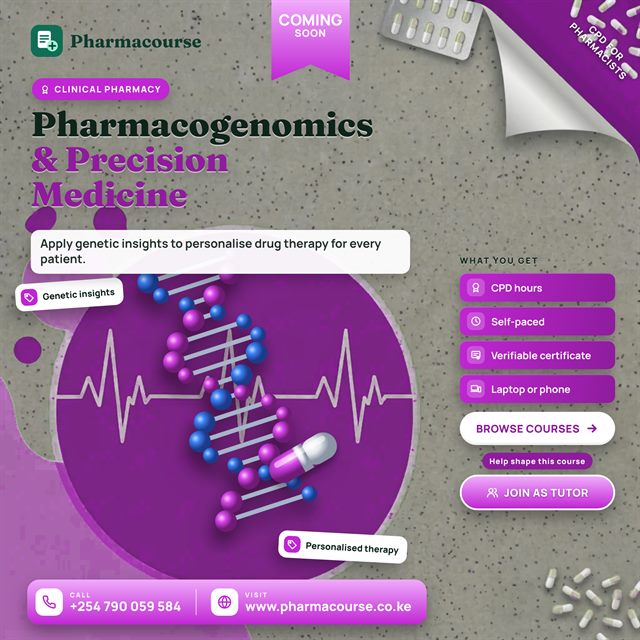 Pharmacourse
COMING
SOON
CPD FOR
PHARMACISTS
CLINICAL PHARMACY
Pharmacogenomics
& Precision
Medicine
Apply genetic insights to personalise drug therapy for every
patient.
Genetic insights
WHAT YOU GET
CPD hours
Self-paced
Verifiable certificate
Laptop or phone
BROWSE COURSES
Help shape this course
JOIN AS TUTOR
Personalised therapy
CALL
+254 790 059 584
VISIT
www.pharmacourse.co.ke